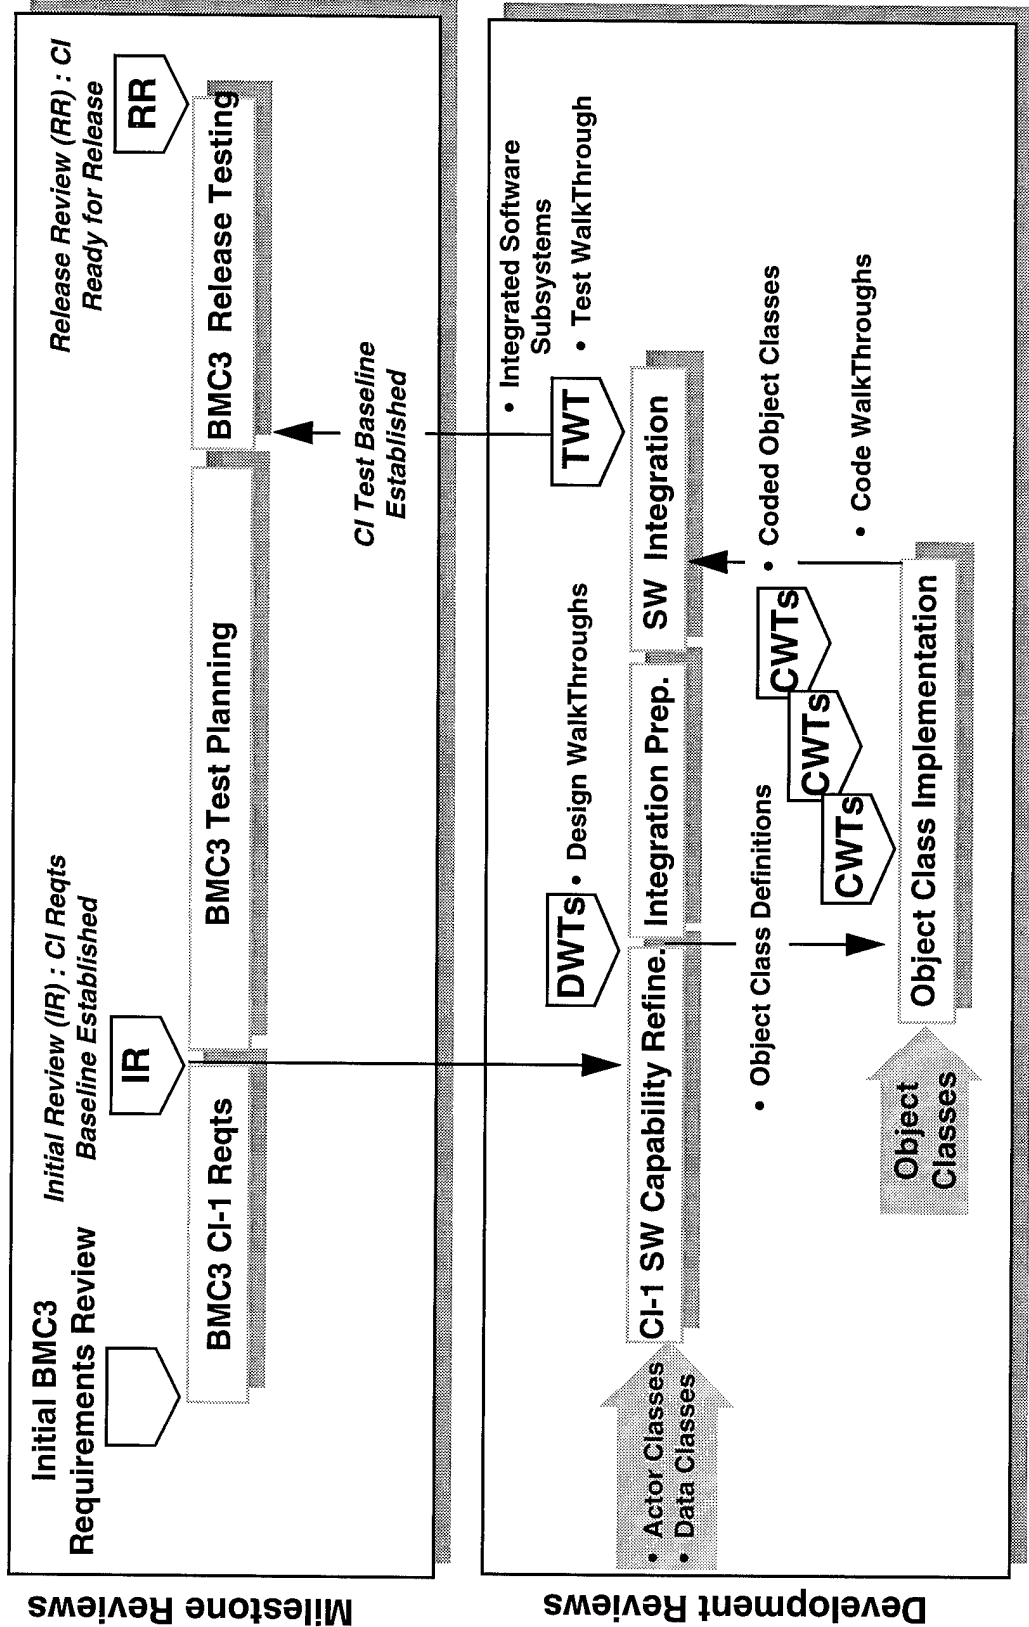 Milestone Reviews
Initial BMC3
Requirements Review
Initial Review (IR) : CI Reqts
Baseline Established
IR
Release Review (RR) : CI
Ready for Release
RR
BMC3 CI-1 Reqts
BMC3 Test Planning
BMC3 Release Testing
CI Test Baseline
Established
Development Reviews
• Integrated Software
Subsystems
• Test WalkThrough
TWT
DWTs
• Design WalkThroughs
• Actor Classes
• Data Classes
CI-1 SW Capability Refine.
Integration Prep.
SW Integration
• Object Class Definitions
• Coded Object Classes
• Code WalkThroughs
CWTs
CWTs
CWTs
Object
Classes
Object Class Implementation